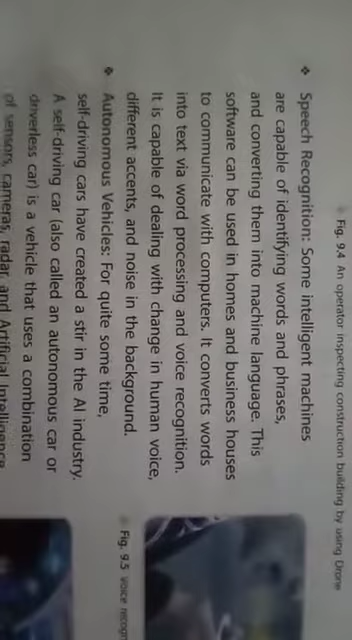 Fig. 9.4 An operator inspecting construction building by using Drone
❖ Speech Recognition: Some intelligent machines
are capable of identifying words and phrases,
and converting them into machine language. This
software can be used in homes and business houses
to communicate with computers. It converts words
into text via word processing and voice recognition.
It is capable of dealing with change in human voice,
different accents, and noise in the background.
Fig. 9.5 Voice recogn
❖ Autonomous Vehicles: For quite some time,
self-driving cars have created a stir in the AI industry.
A self-driving car (also called an autonomous car or
driverless car) is a vehicle that uses a combination
of sensors, cameras, radar, and Artificial Intelligence